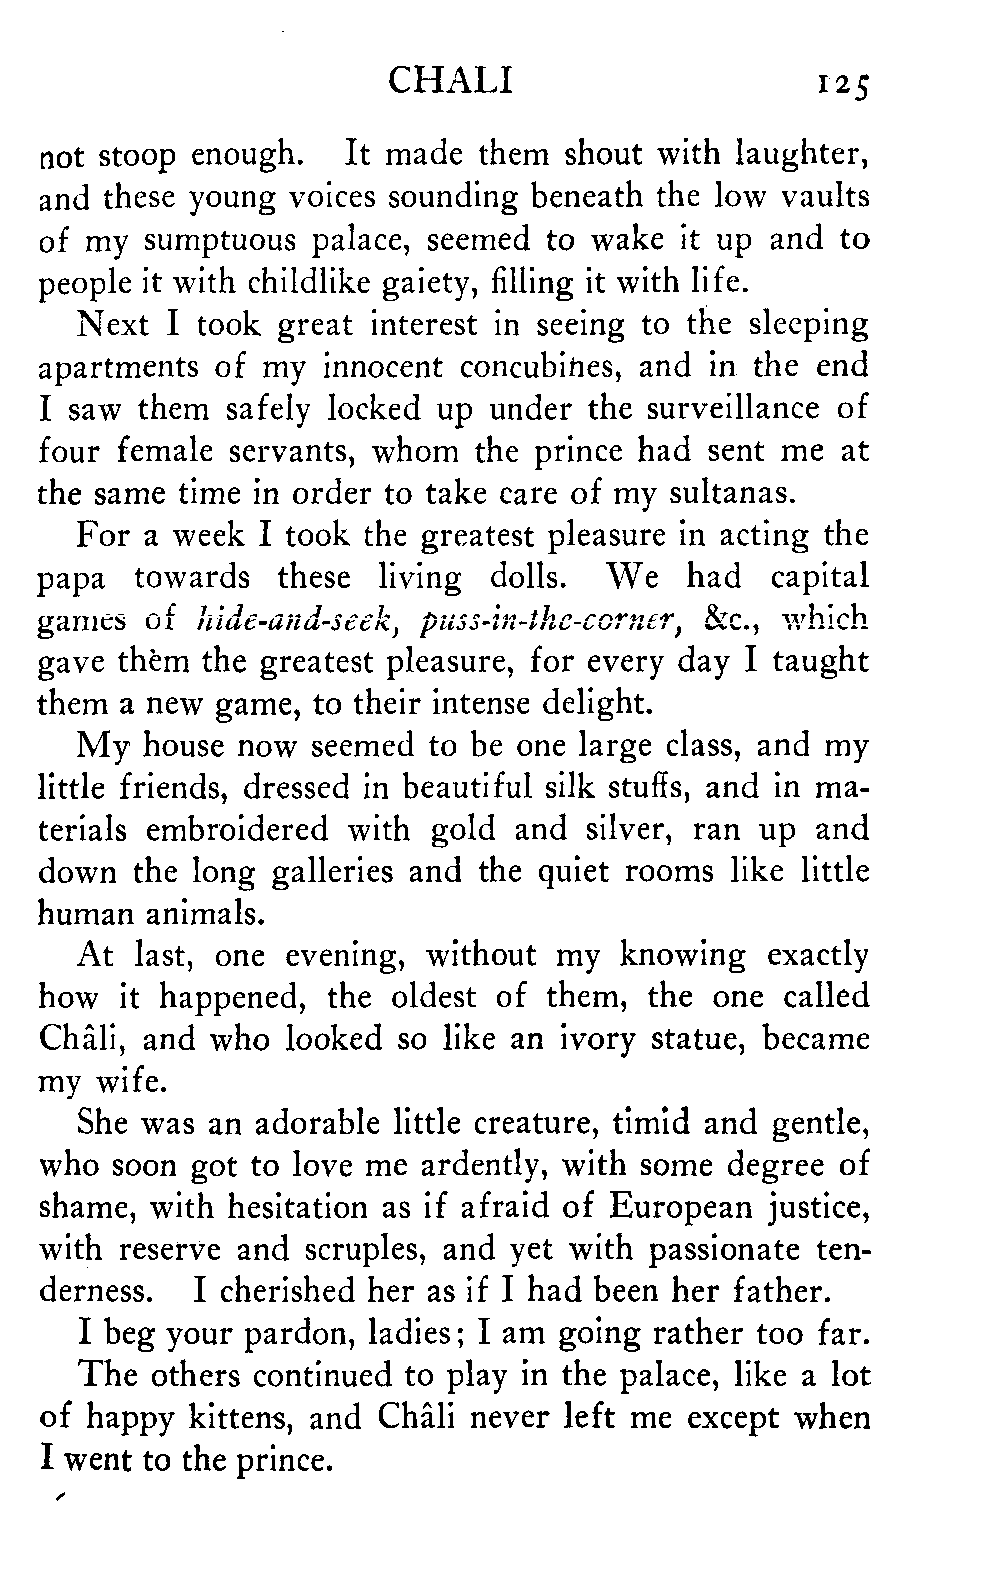 CHALI 125
not stoop enough. It made them shout with laughter,
and these young voices sounding beneath the low vaults
of my sumptuous palace, seemed to wake it up and to
people it with childlike gaiety, filling it with life.
Next I took great interest in seeing to the sleeping
apartments of my innocent concubines, and in the end
I saw them safely locked up under the surveillance of
four female servants, whom the prince had sent me at
the same time in order to take care of my sultanas.
For a week I took the greatest pleasure in acting the
papa towards these living dolls. We had capital
games of hide-and-seek, puss-in-the-corner, &c., which
gave them the greatest pleasure, for every day I taught
them a new game, to their intense delight.
My house now seemed to be one large class, and my
little friends, dressed in beautiful silk stuffs, and in ma-
terials embroidered with gold and silver, ran up and
down the long galleries and the quiet rooms like little
human animals.
At last, one evening, without my knowing exactly
how it happened, the oldest of them, the one called
Châli, and who looked so like an ivory statue, became
my wife.
She was an adorable little creature, timid and gentle,
who soon got to love me ardently, with some degree of
shame, with hesitation as if afraid of European justice,
with reserve and scruples, and yet with passionate ten-
derness. I cherished her as if I had been her father.
I beg your pardon, ladies; I am going rather too far.
The others continued to play in the palace, like a lot
of happy kittens, and Châli never left me except when
I went to the prince.